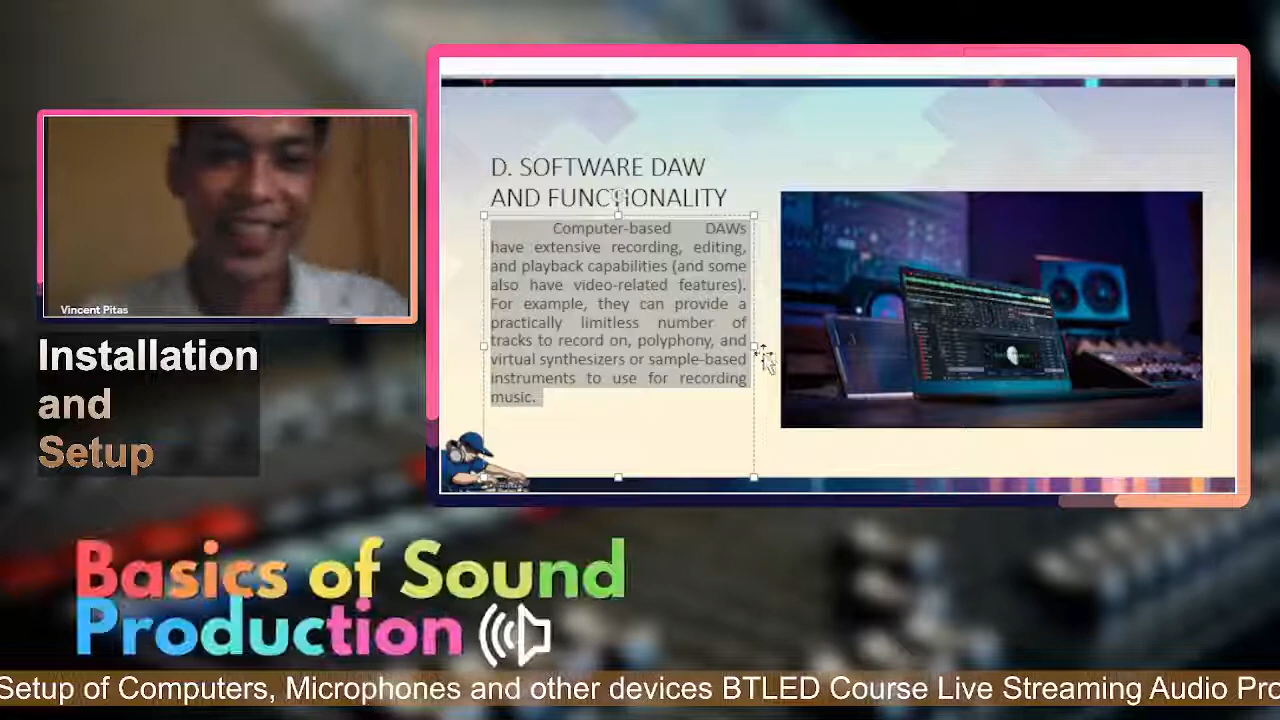 D. SOFTWARE DAW
AND FUNCTIONALITY
Computer-based DAWs
have extensive recording, editing,
and playback capabilities (and some
also have video-related features).
For example, they can provide a
practically limitless number of
tracks to record on, polyphony, and
virtual synthesizers or sample-based
instruments to use for recording
music.
Vincent Pitas
Installation
and
Setup
Basics of Sound
Production
Setup of Computers, Microphones and other devices BTLED Course Live Streaming Audio Pro